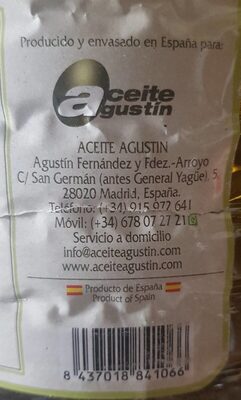 Producido y envasado en España para:
aceite
agustín
ACEITE AGUSTIN
Agustín Fernández y Fdez.-Arroyo
C/ San Germán (antes General Yagüe), 5
28020 Madrid, España.
Teléfono: (+34) 915 972 641
Móvil: (+34) 678 07 27 21
Servicio a domicilio
info@aceiteagustin.com
www.aceiteagustin.com
Producto de España
Product of Spain
8 437018 841066